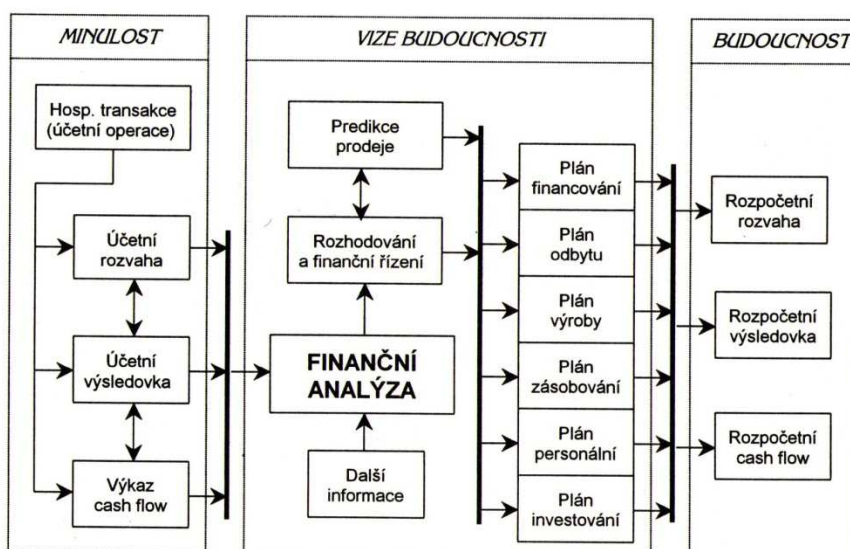 MINULOST
VIZE BUDOUCNOSTI
BUDOUCNOST
Hosp. transakce
(účetní operace)
Účetní
rozvaha
Účetní
výsledovka
Výkaz
cash flow
Predikce
prodeje
Rozhodování
a finanční řízení
FINANČNÍ
ANALÝZA
Další
informace
Plán
financování
Plán
odbytu
Plán
výroby
Plán
zásobování
Plán
personální
Plán
investování
Rozpočetní
rozvaha
Rozpočetní
výsledovka
Rozpočetní
cash flow